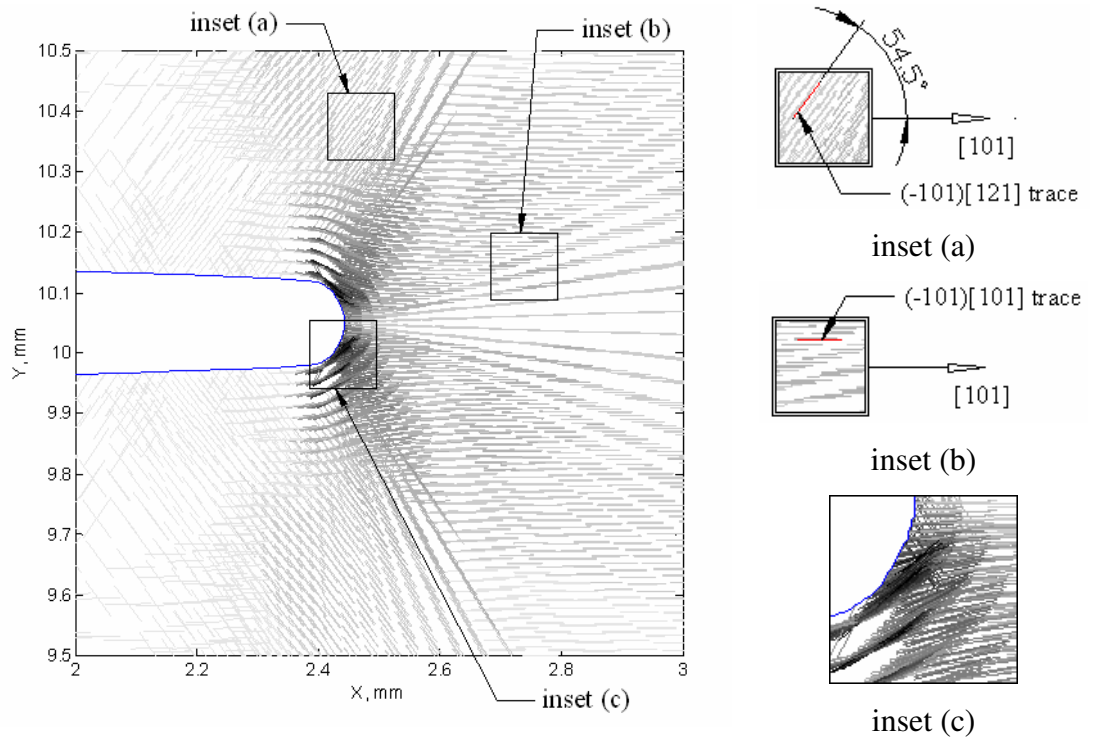 inset (a)
inset (b)
10.5
10.4
10.3
10.2
10.1
10
9.9
9.8
9.7
9.6
9.5
Y, mm
2
2.2
2.4
2.6
2.8
3
X, mm
inset (c)
54.5°
[101]
(-101)[121] trace
inset (a)
(-101)[101] trace
[101]
inset (b)
inset (c)